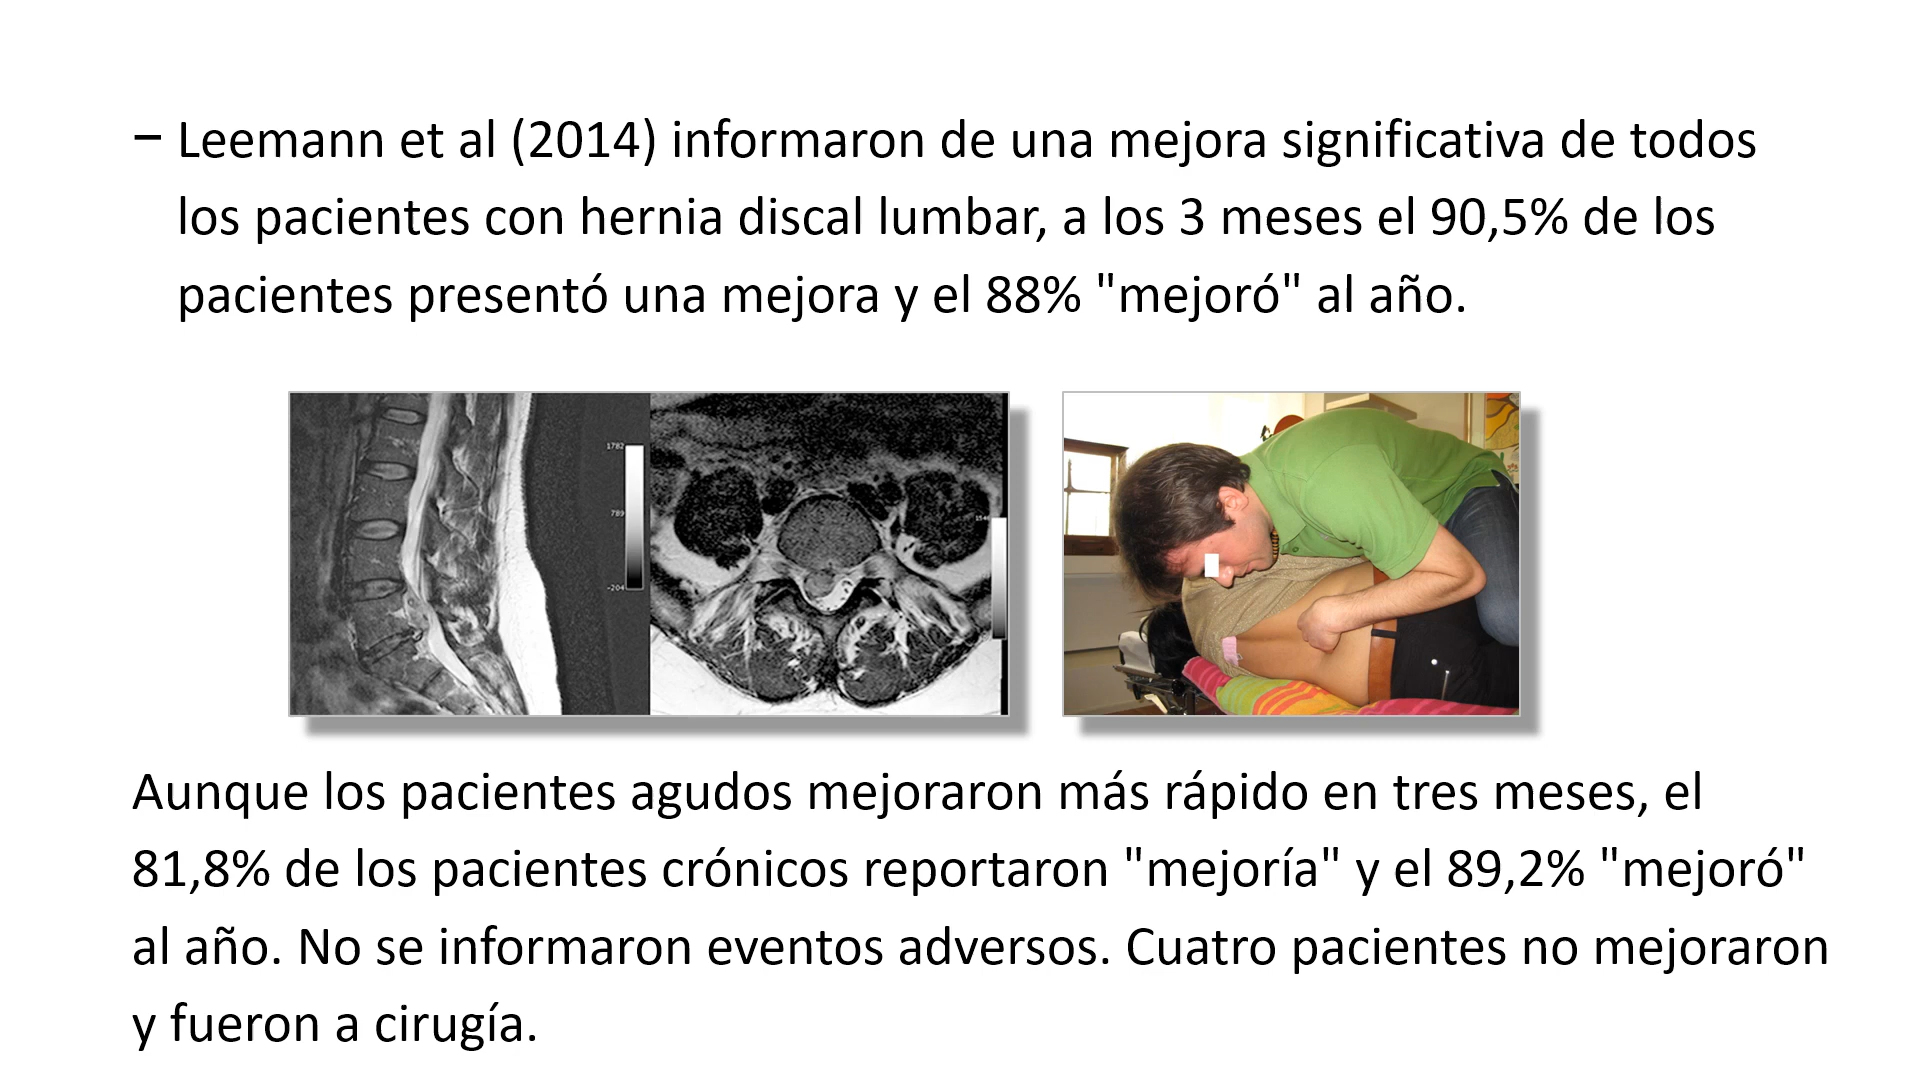 – Leemann et al (2014) informaron de una mejora significativa de todos
los pacientes con hernia discal lumbar, a los 3 meses el 90,5% de los
pacientes presentó una mejora y el 88% "mejoró" al año.
1782
789
-204
Aunque los pacientes agudos mejoraron más rápido en tres meses, el
81,8% de los pacientes crónicos reportaron "mejoría" y el 89,2% "mejoró"
al año. No se informaron eventos adversos. Cuatro pacientes no mejoraron
y fueron a cirugía.